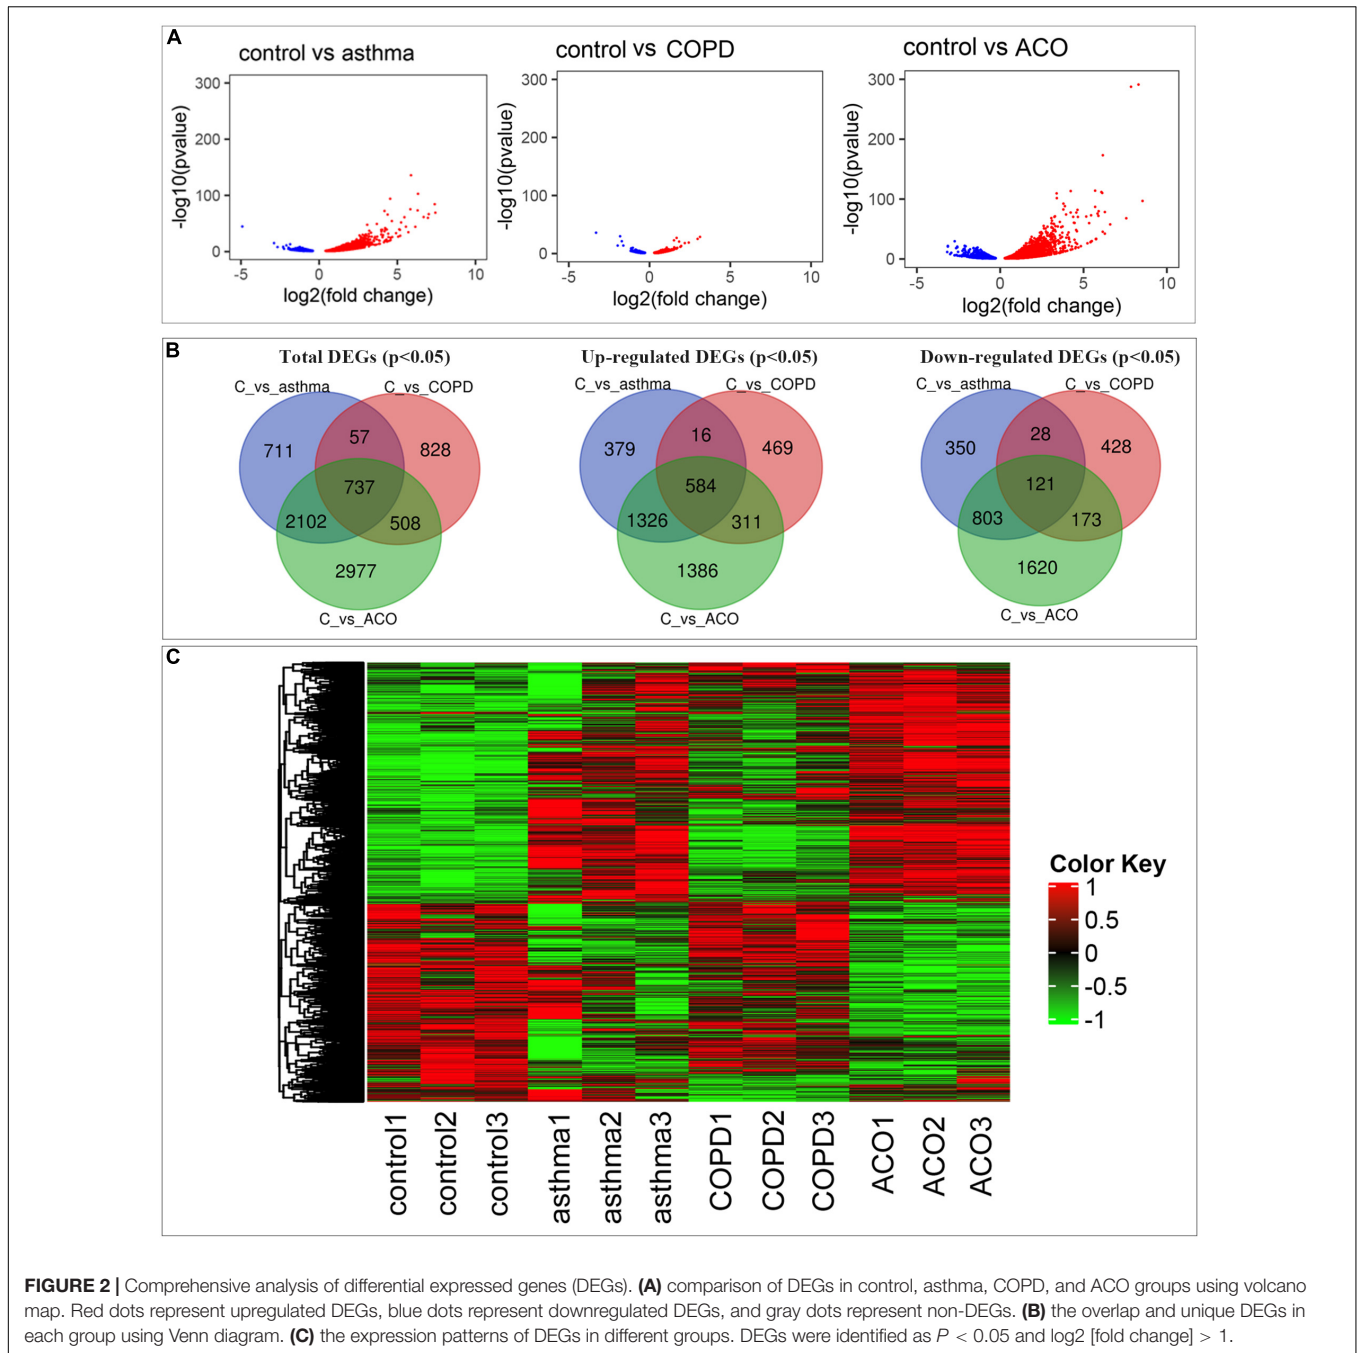 A
control vs asthma
control vs COPD
control vs ACO
300
200
100
0
-log10(pvalue)
-5 0 5 10
log2(fold change)
300
200
100
0
-log10(pvalue)
-5 0 5 10
log2(fold change)
300
200
100
0
-log10(pvalue)
-5 0 5 10
log2(fold change)
B
Total DEGs (p<0.05)
C_vs_asthma
C_vs_COPD
711
57
828
737
2102
508
2977
C_vs_ACO
Up-regulated DEGs (p<0.05)
C_vs_asthma
C_vs_COPD
379
16
469
584
1326
311
1386
C_vs_ACO
Down-regulated DEGs (p<0.05)
C_vs_asthma
C_vs_COPD
350
28
428
121
803
173
1620
C_vs_ACO
C
Color Key
1
0.5
0
-0.5
-1
control1
control2
control3
asthma1
asthma2
asthma3
COPD1
COPD2
COPD3
ACO1
ACO2
ACO3
FIGURE 2 | Comprehensive analysis of differential expressed genes (DEGs). (A) comparison of DEGs in control, asthma, COPD, and ACO groups using volcano
map. Red dots represent upregulated DEGs, blue dots represent downregulated DEGs, and gray dots represent non-DEGs. (B) the overlap and unique DEGs in
each group using Venn diagram. (C) the expression patterns of DEGs in different groups. DEGs were identified as P < 0.05 and log2 [fold change] > 1.